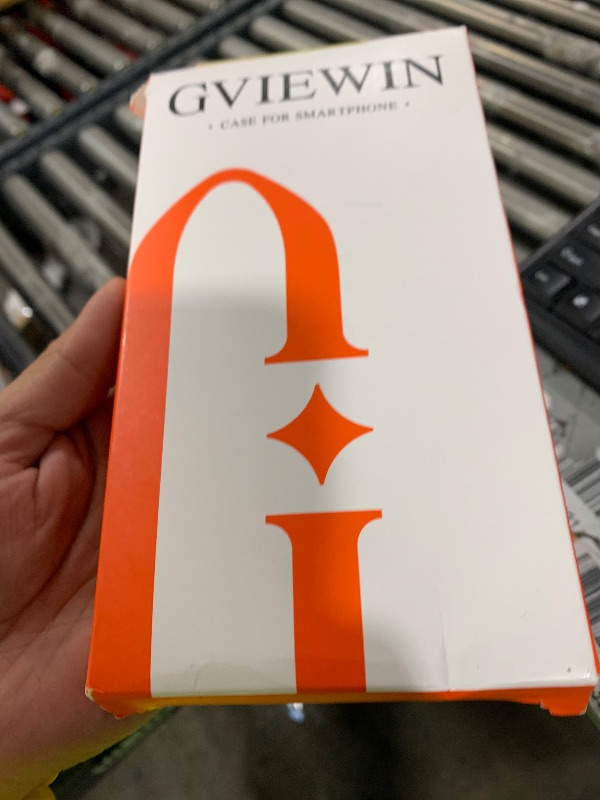 GVIEWIN
• CASE FOR SMARTPHONE •